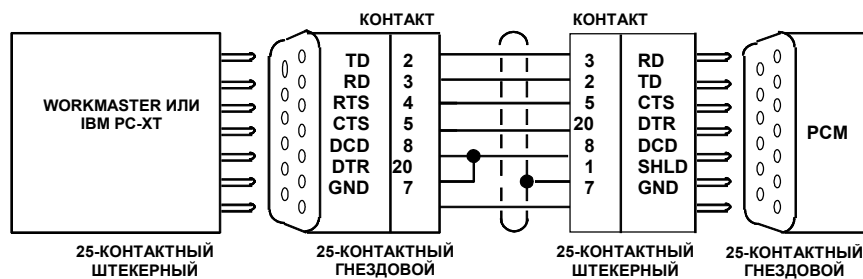 КОНТАКТ КОНТАКТ
TD 2 3 RD
RD 3 2 TD
RTS 4 5 CTS
CTS 5 20 DTR
DCD 8 8 DCD
DTR 20 1 SHLD
GND 7 7 GND
WORKMASTER ИЛИ
IBM PC-XT
PCM
25-КОНТАКТНЫЙ
ШТЕКЕРНЫЙ
25-КОНТАКТНЫЙ
ГНЕЗДОВОЙ
25-КОНТАКТНЫЙ
ШТЕКЕРНЫЙ
25-КОНТАКТНЫЙ
ГНЕЗДОВОЙ